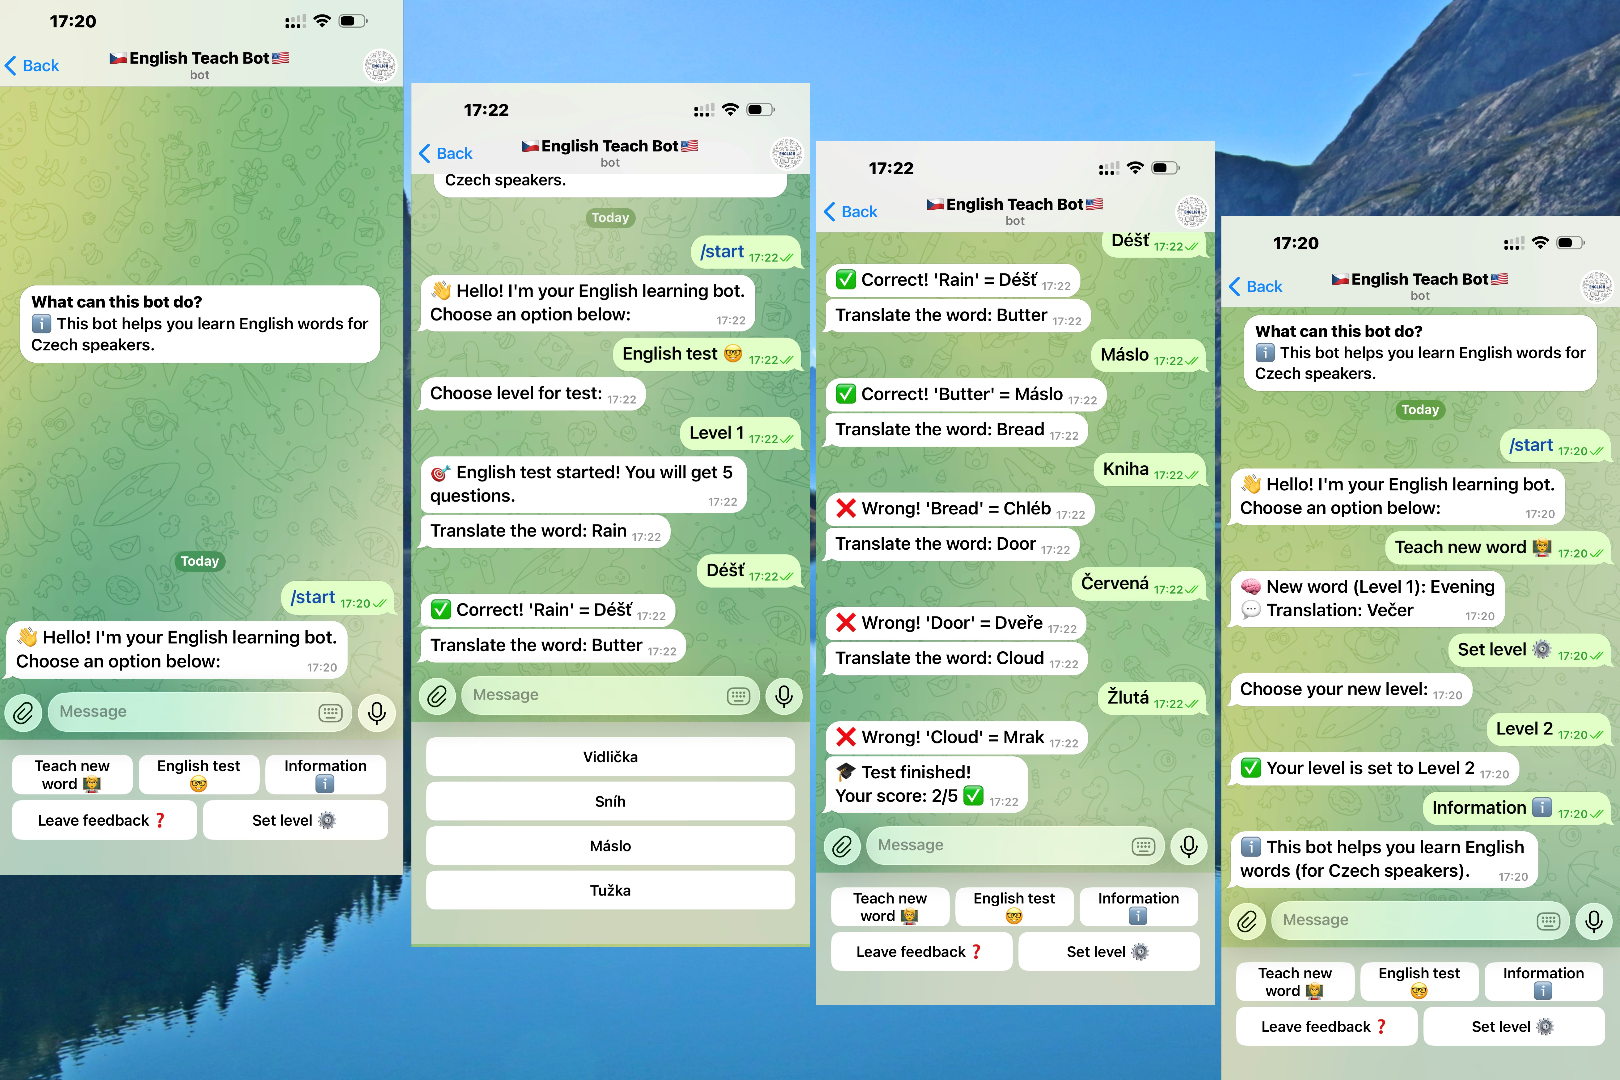 17:20
Back
🇨🇿English Teach Bot🇺🇸
bot
What can this bot do?
ℹ️ This bot helps you learn English words for
Czech speakers.
Today
/start 17:20
👋 Hello! I'm your English learning bot.
Choose an option below: 17:20
Message
Teach new
word 👩‍🏫
English test
🤓
Information
ℹ️
Leave feedback ❓
Set level ⚙️
17:22
Back
🇨🇿English Teach Bot🇺🇸
bot
Czech speakers.
Today
/start 17:22
👋 Hello! I'm your English learning bot.
Choose an option below: 17:22
English test 🤓 17:22
Choose level for test: 17:22
Level 1 17:22
🎯 English test started! You will get 5
questions. 17:22
Translate the word: Rain 17:22
Déšť 17:22
✅ Correct! 'Rain' = Déšť 17:22
Translate the word: Butter 17:22
Message
Vidlička
Sníh
Máslo
Tužka
17:22
Back
🇨🇿English Teach Bot🇺🇸
bot
Déšť 17:22
✅ Correct! 'Rain' = Déšť 17:22
Translate the word: Butter 17:22
Máslo 17:22
✅ Correct! 'Butter' = Máslo 17:22
Translate the word: Bread 17:22
Kniha 17:22
❌ Wrong! 'Bread' = Chléb 17:22
Translate the word: Door 17:22
Červená 17:22
❌ Wrong! 'Door' = Dveře 17:22
Translate the word: Cloud 17:22
Žlutá 17:22
❌ Wrong! 'Cloud' = Mrak 17:22
🎓 Test finished!
Your score: 2/5 ✅ 17:22
Message
Teach new
word 👩‍🏫
English test
🤓
Information
ℹ️
Leave feedback ❓
Set level ⚙️
17:20
Back
🇨🇿English Teach Bot🇺🇸
bot
What can this bot do?
ℹ️ This bot helps you learn English words for
Czech speakers.
Today
/start 17:20
👋 Hello! I'm your English learning bot.
Choose an option below: 17:20
Teach new word 👩‍🏫 17:20
🧠 New word (Level 1): Evening
💬 Translation: Večer 17:20
Set level ⚙️ 17:20
Choose your new level: 17:20
Level 2 17:20
✅ Your level is set to Level 2 17:20
Information ℹ️ 17:20
ℹ️ This bot helps you learn English
words (for Czech speakers). 17:20
Message
Teach new
word 👩‍🏫
English test
🤓
Information
ℹ️
Leave feedback ❓
Set level ⚙️